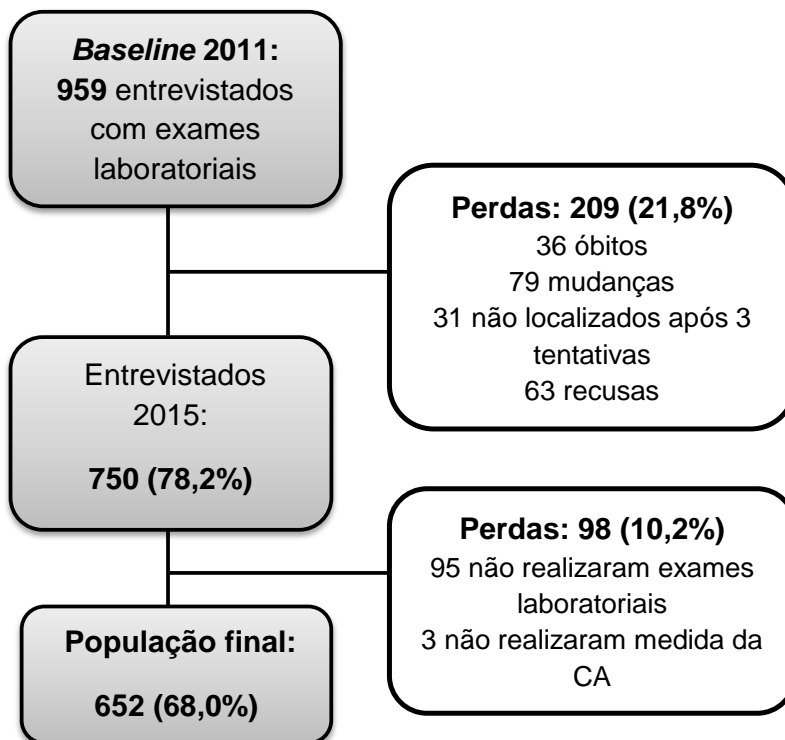 Baseline 2011:
959 entrevistados
com exames
laboratoriais
Perdas: 209 (21,8%)
36 óbitos
79 mudanças
31 não localizados após 3
tentativas
63 recusas
Entrevistados
2015:
750 (78,2%)
Perdas: 98 (10,2%)
95 não realizaram exames
laboratoriais
3 não realizaram medida da
CA
População final:
652 (68,0%)